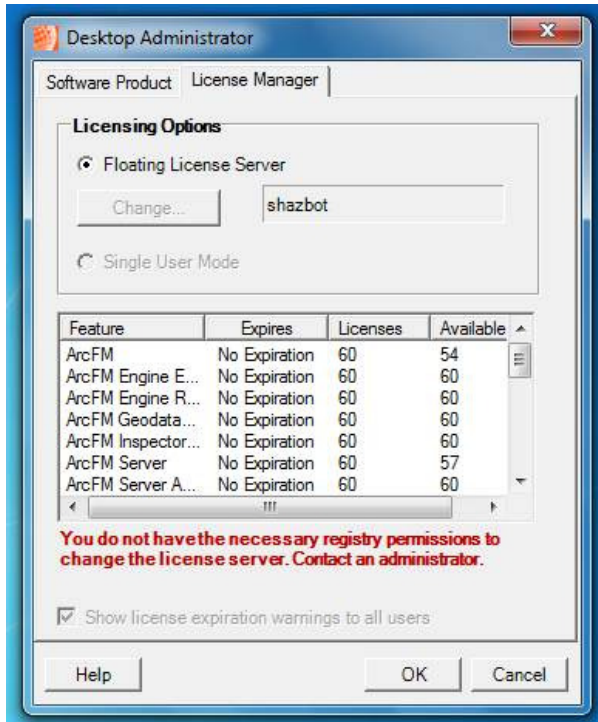 Desktop Administrator
Software Product License Manager
Licensing Options
Floating License Server
Change... shazbot
Single User Mode
Feature Expires Licenses Available
ArcFM No Expiration 60 54
ArcFM Engine E... No Expiration 60 60
ArcFM Engine R... No Expiration 60 60
ArcFM Geodata... No Expiration 60 60
ArcFM Inspector... No Expiration 60 60
ArcFM Server No Expiration 60 57
ArcFM Server A... No Expiration 60 60
You do not have the necessary registry permissions to
change the license server. Contact an administrator.
Show license expiration warnings to all users
Help OK Cancel